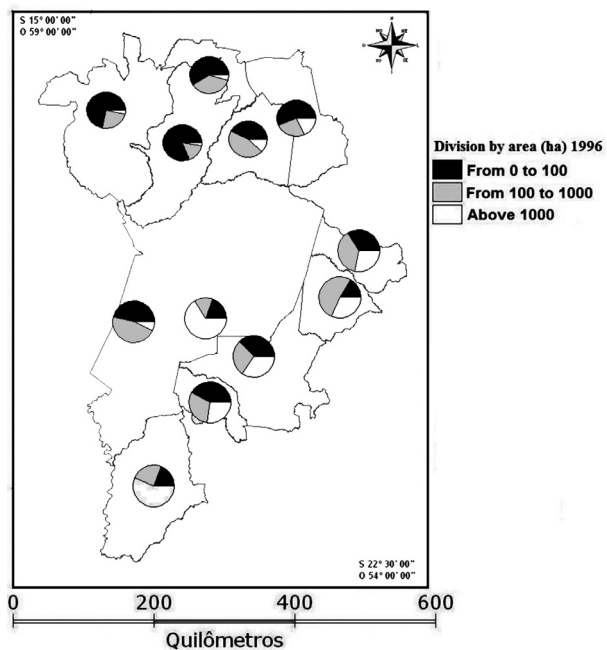 S 15° 00' 00"
O 59° 00' 00"
Division by area (ha) 1996
From 0 to 100
From 100 to 1000
Above 1000
S 22° 30' 00"
O 54° 00' 00"
0 200 400 600
Quilômetros